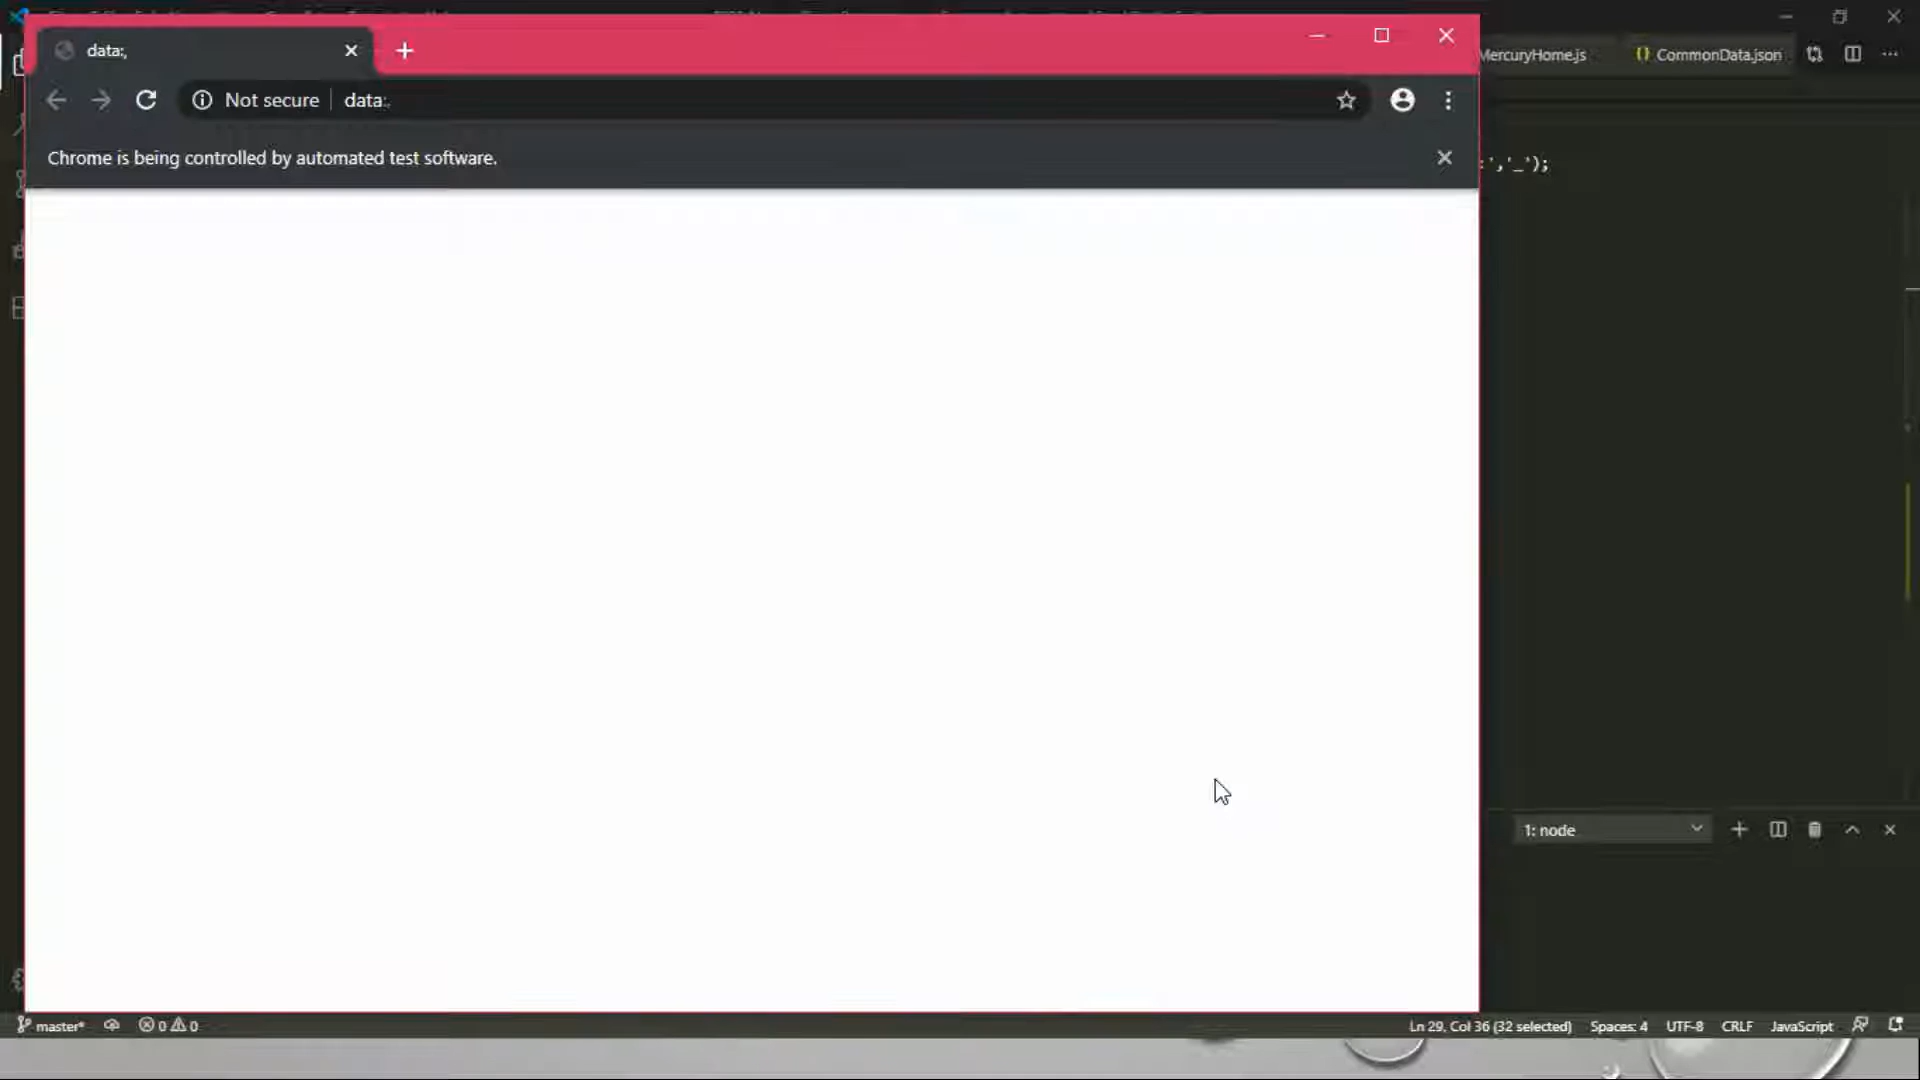 data:,
MercuryHome.js
CommonData.json
Not secure
data:,
Chrome is being controlled by automated test software.
','_');
1: node
master*
0
0
Ln 29, Col 36 (32 selected)
Spaces: 4
UTF-8
CRLF
JavaScript